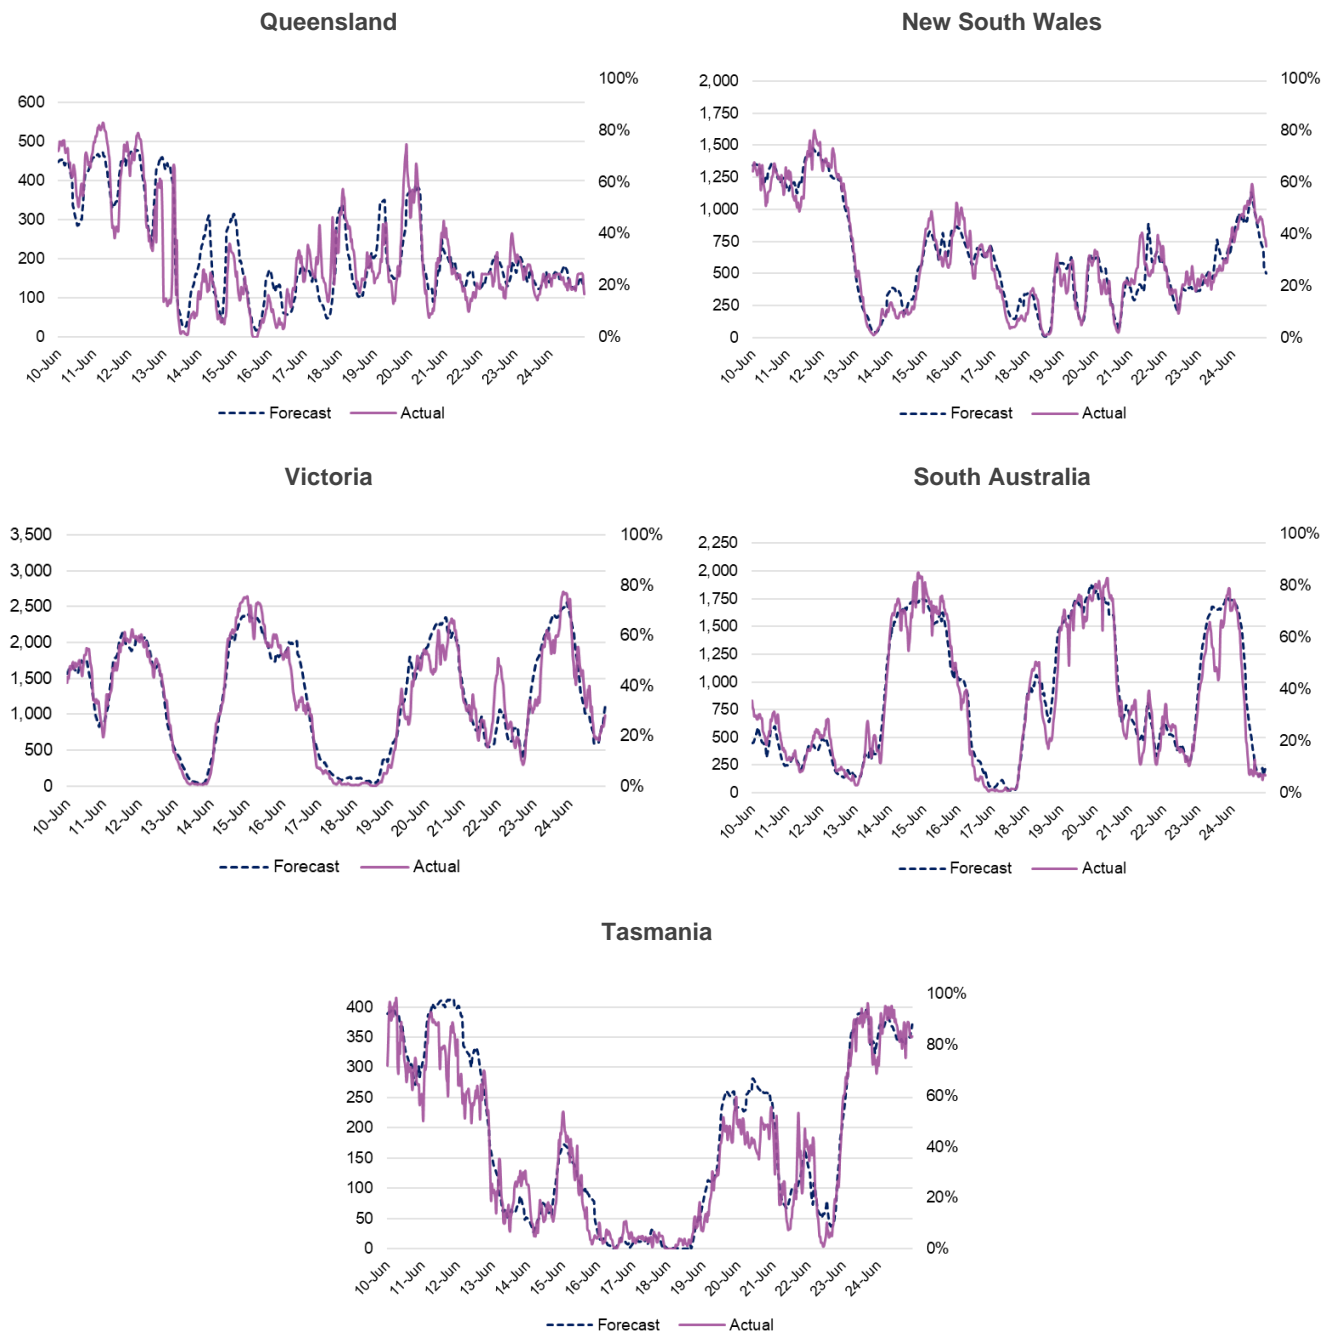 Queensland
600
500
400
300
200
100
0
100%
80%
60%
40%
20%
0%
10-Jun
11-Jun
12-Jun
13-Jun
14-Jun
15-Jun
16-Jun
17-Jun
18-Jun
19-Jun
20-Jun
21-Jun
22-Jun
23-Jun
24-Jun
Forecast Actual
New South Wales
2,000
1,750
1,500
1,250
1,000
750
500
250
0
100%
80%
60%
40%
20%
0%
10-Jun
11-Jun
12-Jun
13-Jun
14-Jun
15-Jun
16-Jun
17-Jun
18-Jun
19-Jun
20-Jun
21-Jun
22-Jun
23-Jun
24-Jun
Forecast Actual
Victoria
3,500
3,000
2,500
2,000
1,500
1,000
500
0
100%
80%
60%
40%
20%
0%
10-Jun
11-Jun
12-Jun
13-Jun
14-Jun
15-Jun
16-Jun
17-Jun
18-Jun
19-Jun
20-Jun
21-Jun
22-Jun
23-Jun
24-Jun
Forecast Actual
South Australia
2,250
2,000
1,750
1,500
1,250
1,000
750
500
250
0
100%
80%
60%
40%
20%
0%
10-Jun
11-Jun
12-Jun
13-Jun
14-Jun
15-Jun
16-Jun
17-Jun
18-Jun
19-Jun
20-Jun
21-Jun
22-Jun
23-Jun
24-Jun
Forecast Actual
Tasmania
400
350
300
250
200
150
100
50
0
100%
80%
60%
40%
20%
0%
10-Jun
11-Jun
12-Jun
13-Jun
14-Jun
15-Jun
16-Jun
17-Jun
18-Jun
19-Jun
20-Jun
21-Jun
22-Jun
23-Jun
24-Jun
Forecast Actual